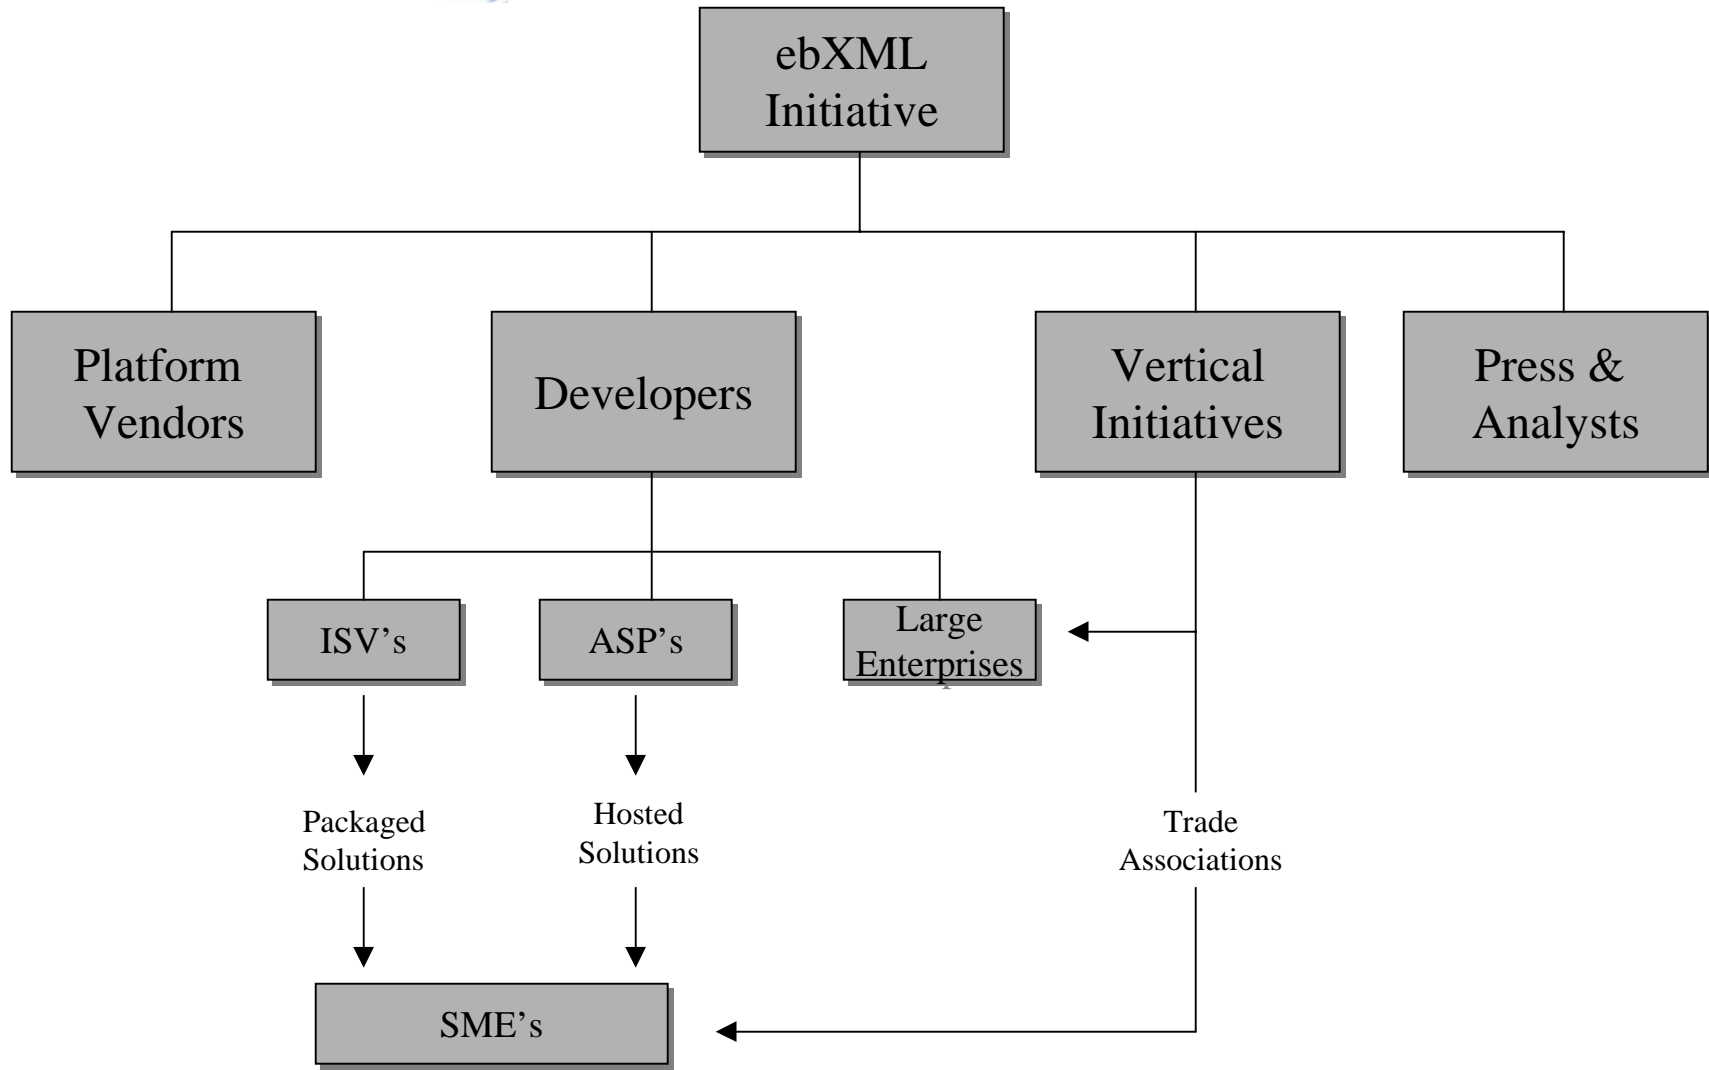 ebXML
Initiative
Platform
Vendors
Developers
Vertical
Initiatives
Press &
Analysts
ISV’s
ASP’s
Large
Enterprises
Packaged
Solutions
Hosted
Solutions
Trade
Associations
SME’s